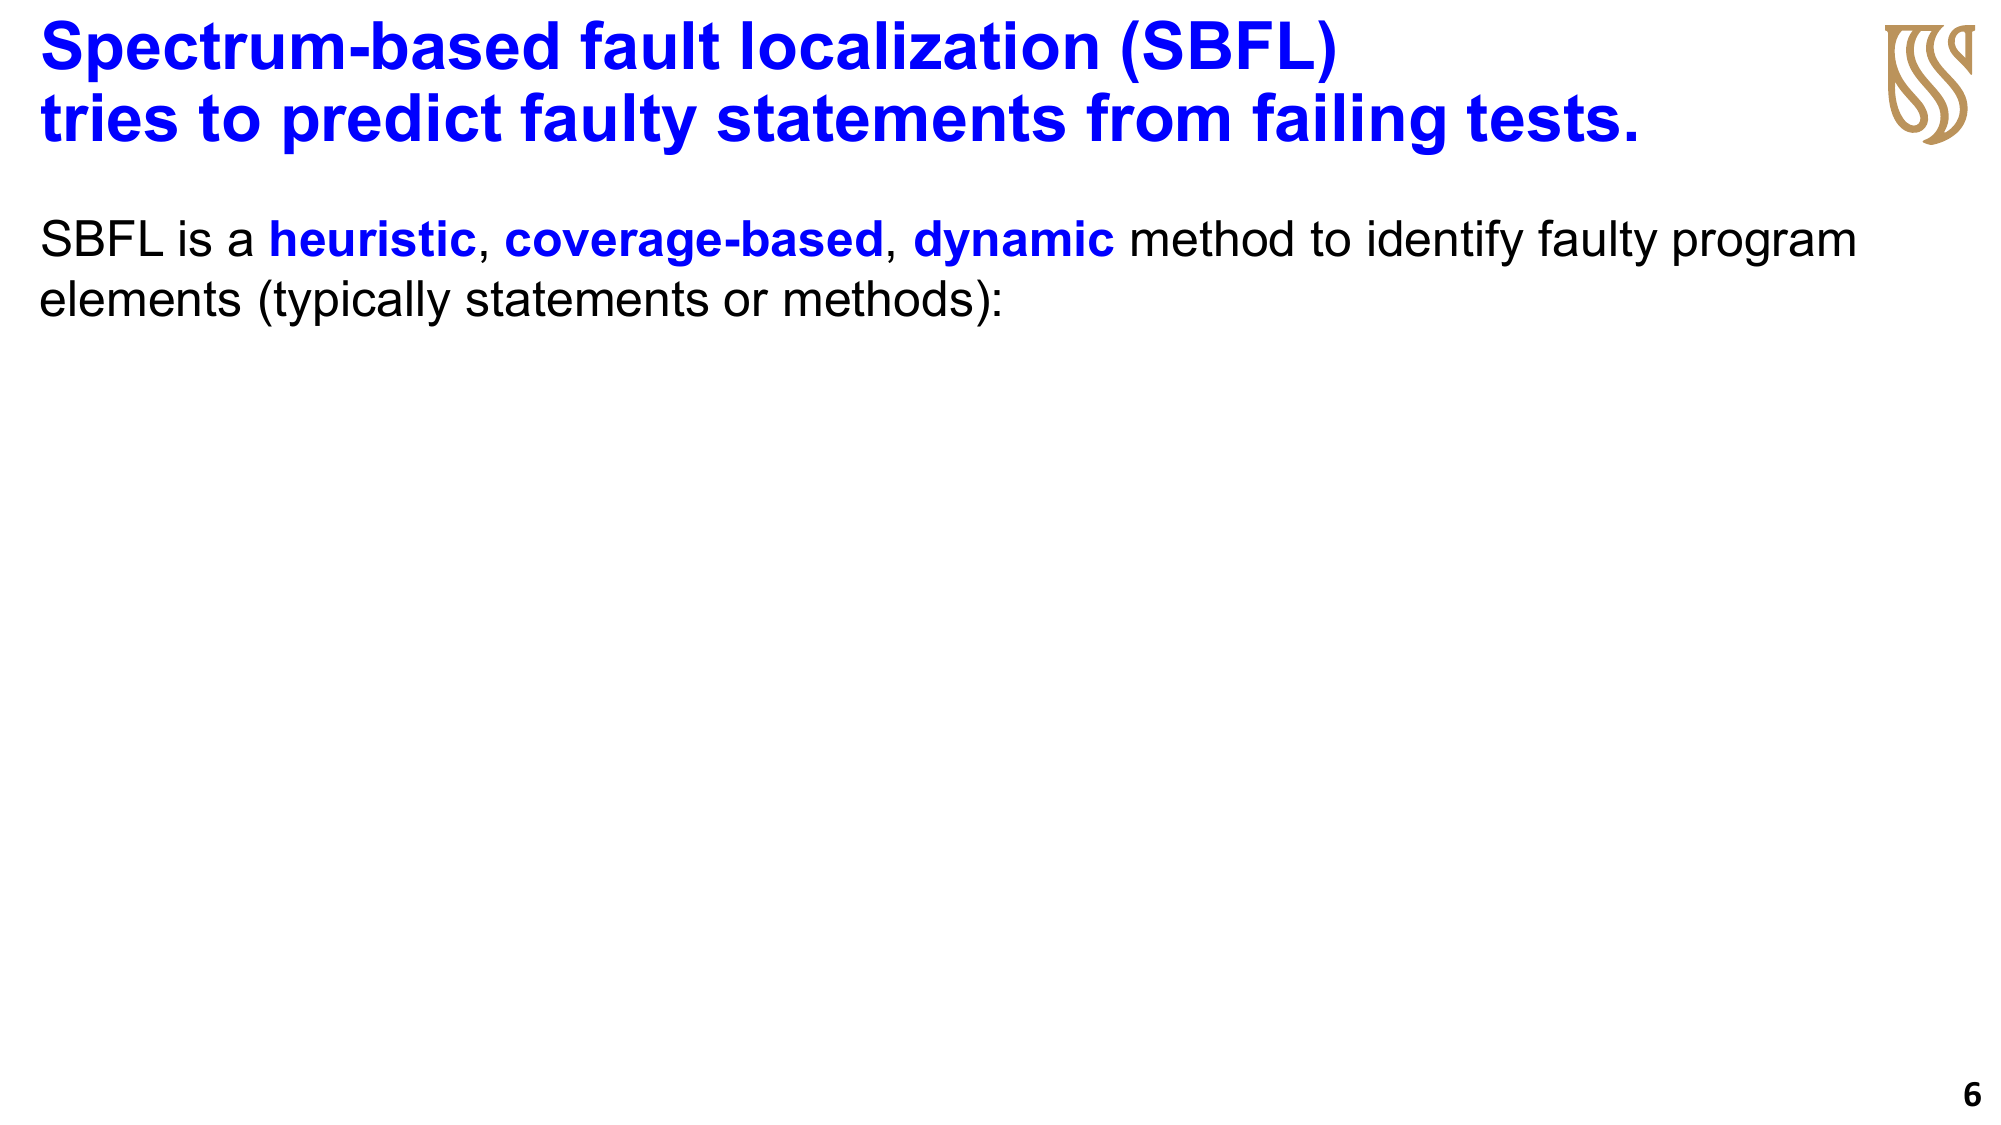 Spectrum-based fault localization (SBFL)
tries to predict faulty statements from failing tests.
SBFL is a heuristic, coverage-based, dynamic method to identify faulty program
elements (typically statements or methods):
6